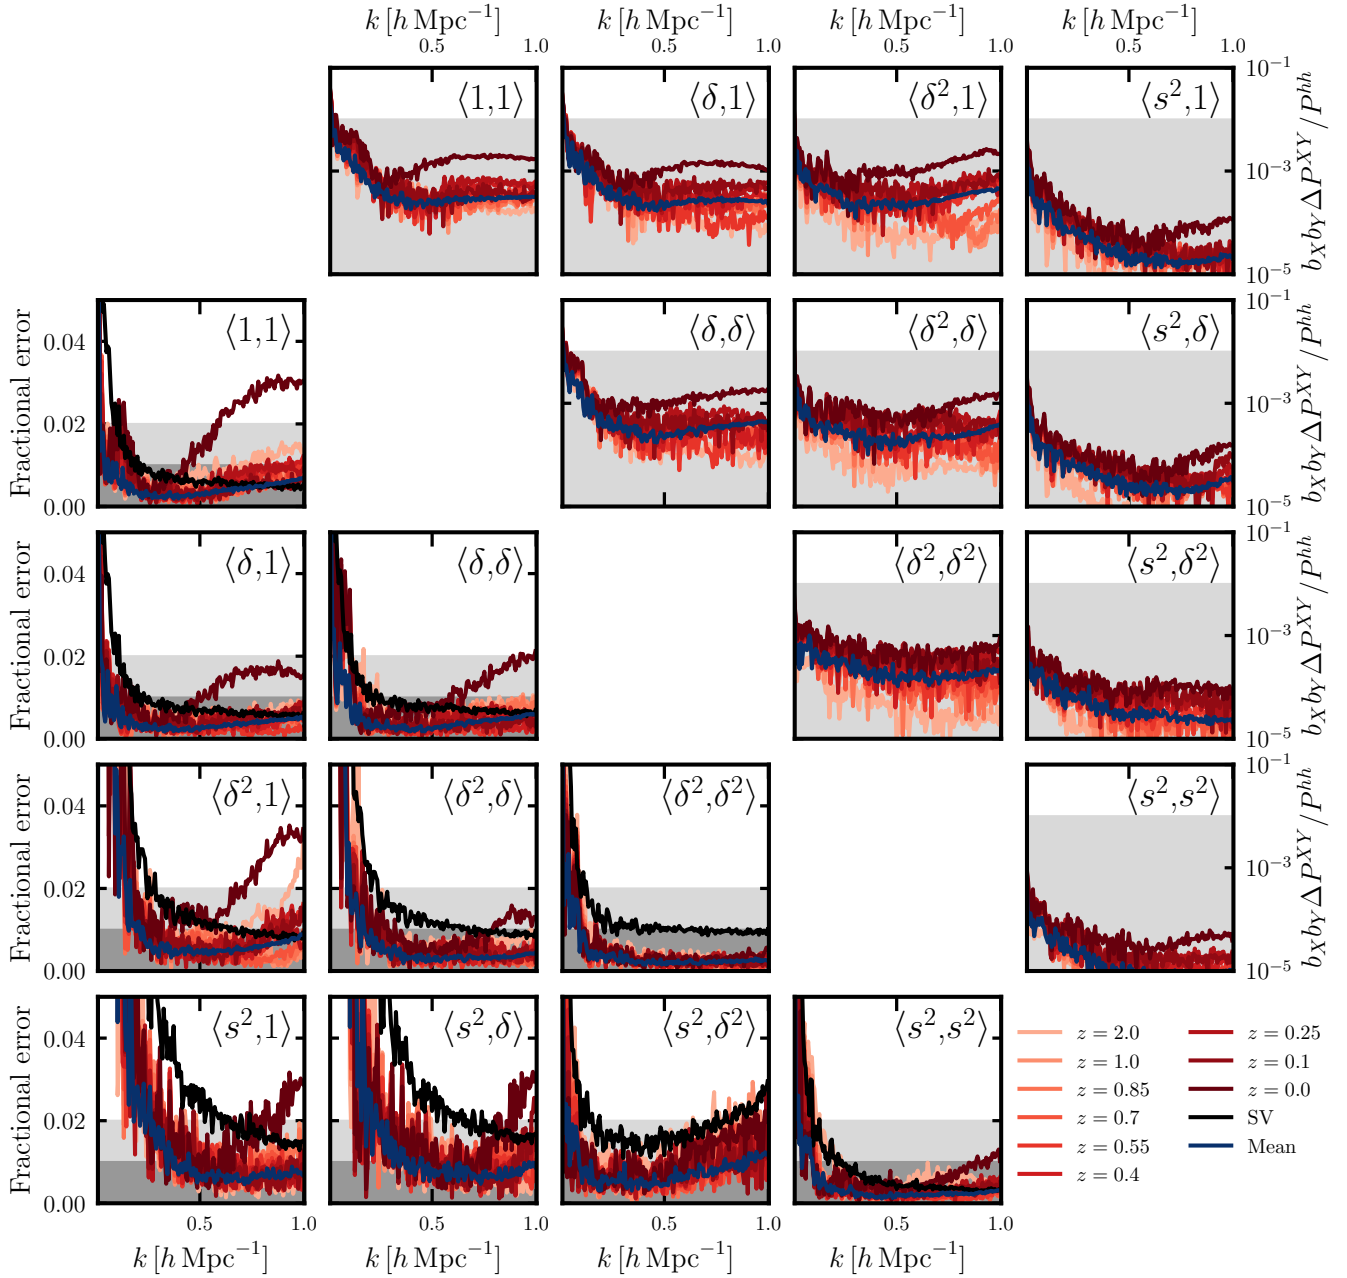 k [h Mpc⁻¹] k [h Mpc⁻¹] k [h Mpc⁻¹] k [h Mpc⁻¹]
0.5 1.0 0.5 1.0 0.5 1.0 0.5 1.0
⟨1,1⟩ ⟨δ,1⟩ ⟨δ²,1⟩ ⟨s²,1⟩
10⁻¹
10⁻³
10⁻⁵
b_X b_Y ΔP^{XY}/P^{hh}
Fractional error
0.04
0.02
0.00
⟨1,1⟩ ⟨δ,δ⟩ ⟨δ²,δ⟩ ⟨s²,δ⟩
10⁻¹
10⁻³
10⁻⁵
b_X b_Y ΔP^{XY}/P^{hh}
Fractional error
0.04
0.02
0.00
⟨δ,1⟩ ⟨δ,δ⟩ ⟨δ²,δ²⟩ ⟨s²,δ²⟩
10⁻¹
10⁻³
10⁻⁵
b_X b_Y ΔP^{XY}/P^{hh}
Fractional error
0.04
0.02
0.00
⟨δ²,1⟩ ⟨δ²,δ⟩ ⟨δ²,δ²⟩ ⟨s²,s²⟩
10⁻¹
10⁻³
10⁻⁵
b_X b_Y ΔP^{XY}/P^{hh}
Fractional error
0.04
0.02
0.00
⟨s²,1⟩ ⟨s²,δ⟩ ⟨s²,δ²⟩ ⟨s²,s²⟩
0.5 1.0 0.5 1.0 0.5 1.0 0.5 1.0
k [h Mpc⁻¹] k [h Mpc⁻¹] k [h Mpc⁻¹] k [h Mpc⁻¹]
z = 2.0
z = 1.0
z = 0.85
z = 0.7
z = 0.55
z = 0.4
z = 0.25
z = 0.1
z = 0.0
SV
Mean